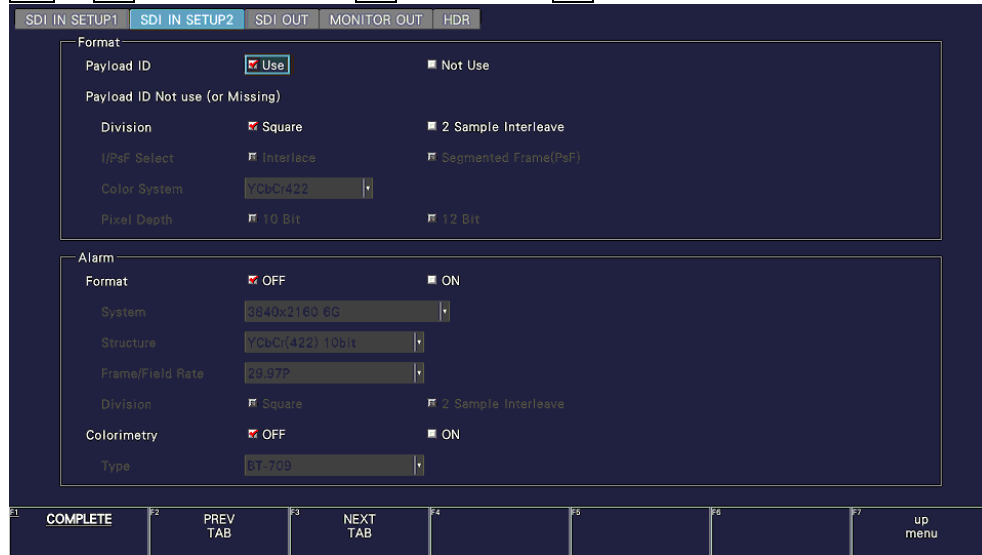 SDI IN SETUP1 SDI IN SETUP2 SDI OUT MONITOR OUT HDR
Format
Payload ID Use Not Use
Payload ID Not use (or Missing)
Division Square 2 Sample Interleave
I/PsF Select Interlace Segmented Frame(PsF)
Color System YCbCr422
Pixel Depth 10 Bit 12 Bit
Alarm
Format OFF ON
System 3840x2160 6G
Structure YCbCr(422) 10bit
Frame/Field Rate 29.97P
Division Square 2 Sample Interleave
Colorimetry OFF ON
Type BT-709
F1 COMPLETE F2 PREV TAB F3 NEXT TAB F4 F5 F6 F7 up menu